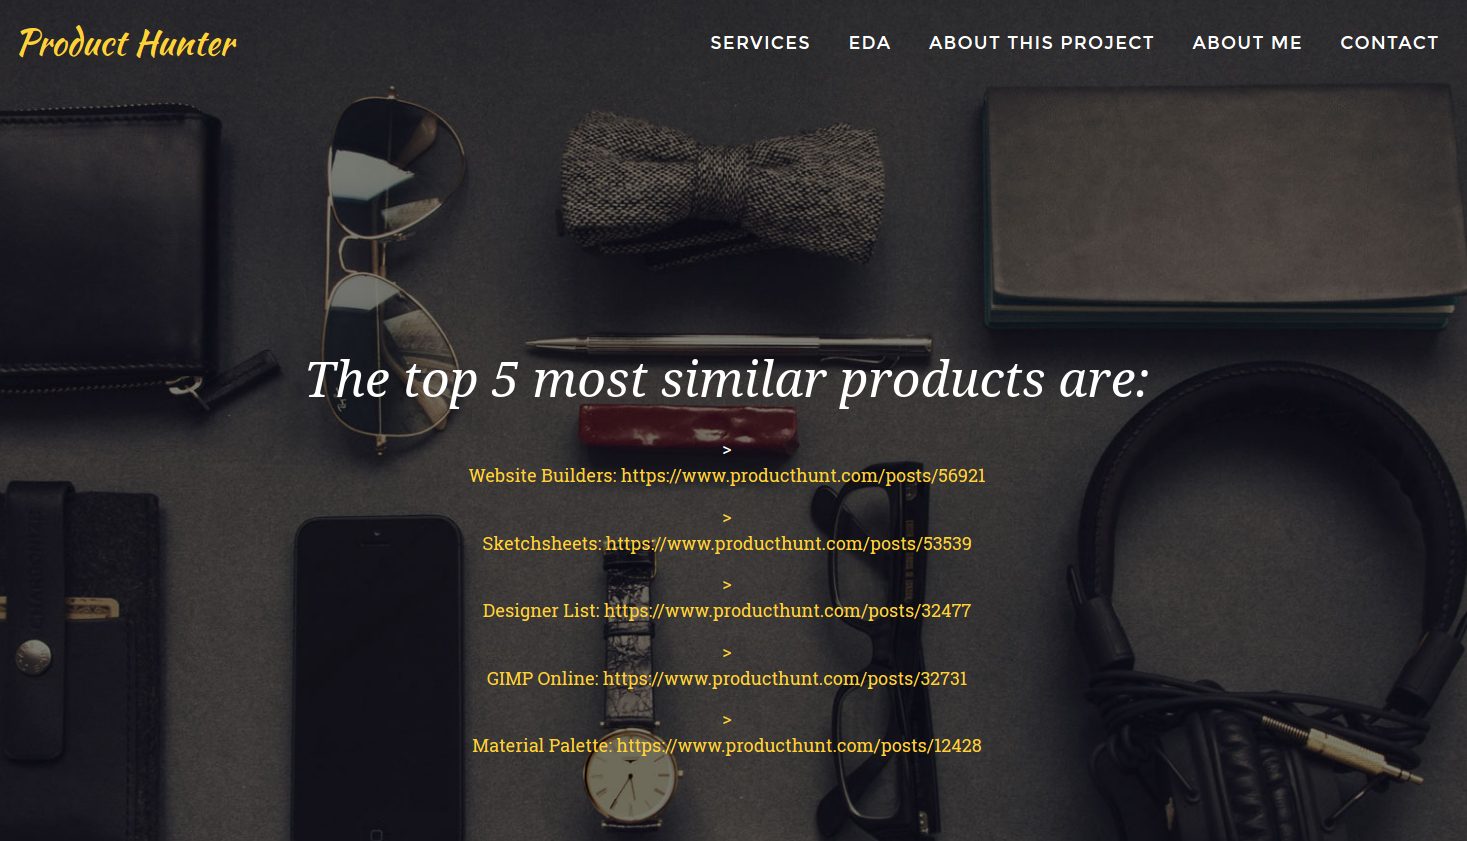 Product Hunter
SERVICES EDA ABOUT THIS PROJECT ABOUT ME CONTACT
The top 5 most similar products are:
>
Website Builders: https://www.producthunt.com/posts/56921
>
Sketchsheets: https://www.producthunt.com/posts/53539
>
Designer List: https://www.producthunt.com/posts/32477
>
GIMP Online: https://www.producthunt.com/posts/32731
>
Material Palette: https://www.producthunt.com/posts/12428